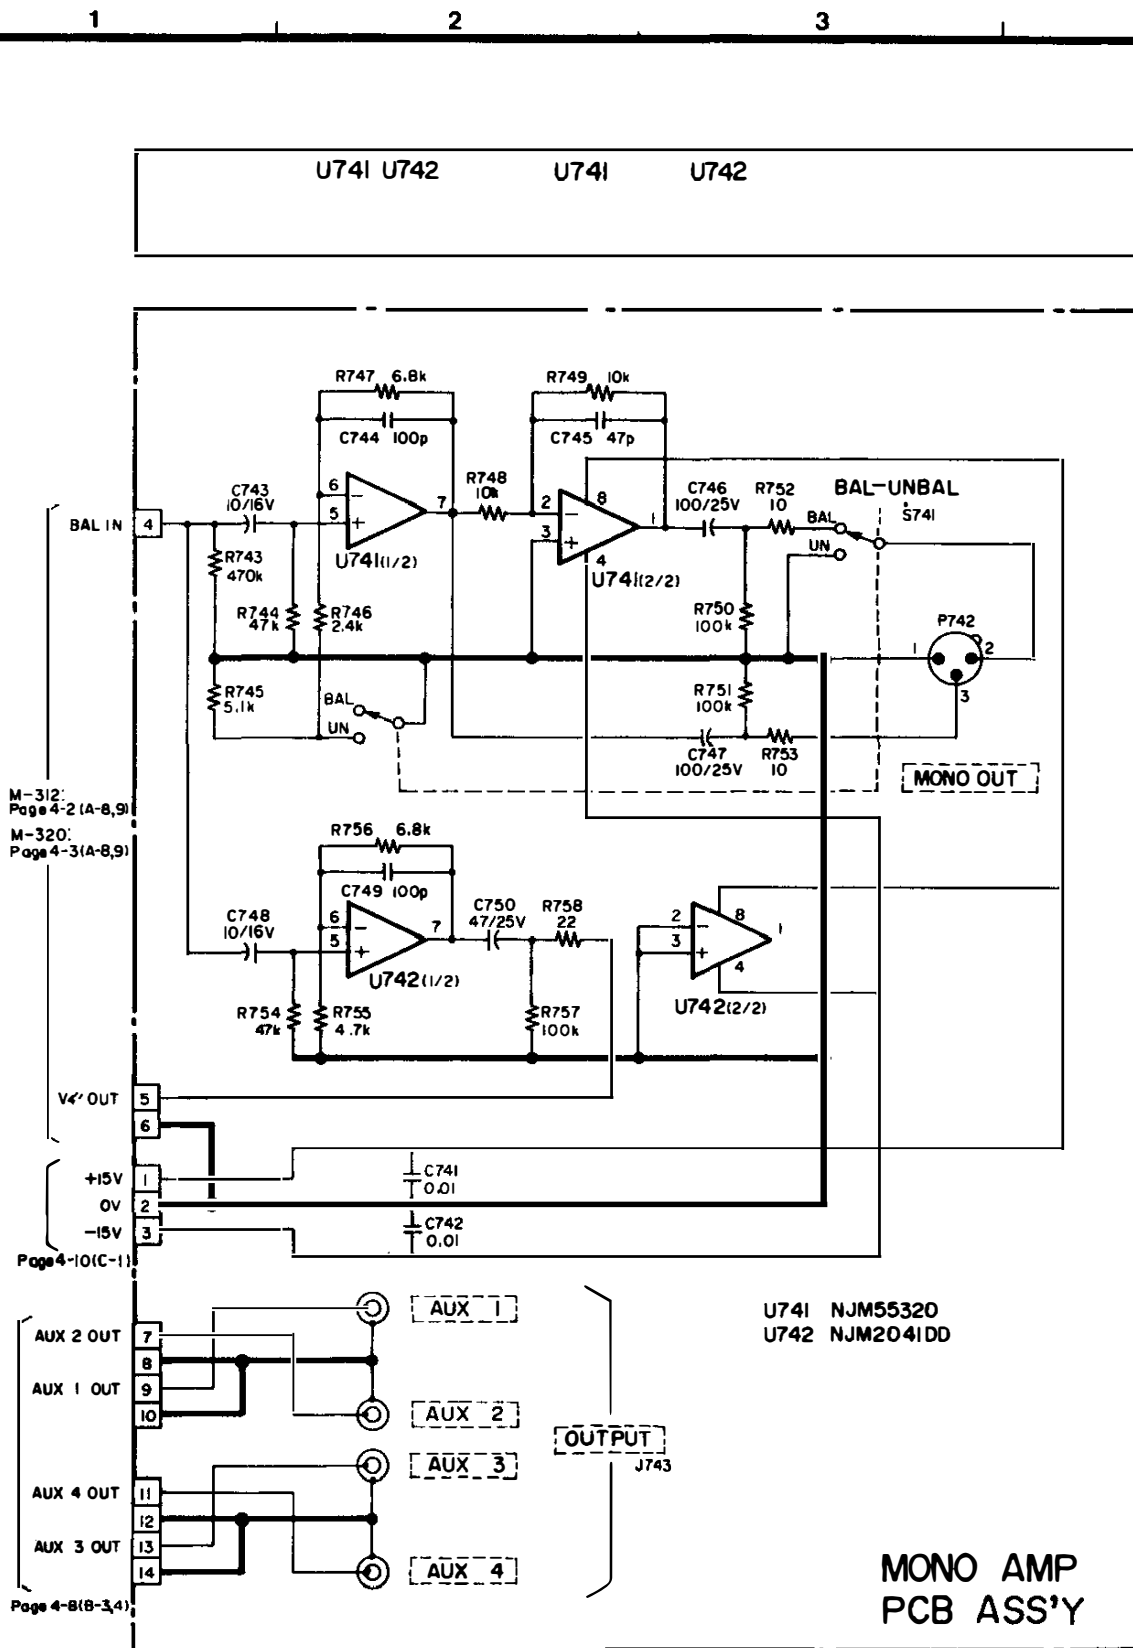 1 2 3
U741 U742 U741 U742
R747 6.8k
R749 10k
C744 100p
C745 47p
R748
10k
C743
10/16V
C746
100/25V
R752
10
BAL-UNBAL
S741
BAL IN 4
6
5
7
2
3
8
1
4
BAL
UN
U741(1/2)
U741(2/2)
R743
470k
R744
47k
R746
2.4k
R750
100k
P742
1
2
3
R745
5.1k
R751
100k
BAL
UN
C747
100/25V
R753
10
MONO OUT
M-312:
Page 4-2 (A-8,9)
M-320:
Page 4-3(A-8,9)
R756 6.8k
C749 100p
C748
10/16V
C750
47/25V
R758
22
6
5
7
2
3
8
1
4
U742(1/2)
U742(2/2)
R754
47k
R755
4.7k
R757
100k
OUT 5
6
+15V 1
0V 2
-15V 3
C741
0.01
C742
0.01
Page 4-10(C-1)
AUX 1
AUX 2 OUT 7
8
AUX 1 OUT 9
10
AUX 2
U741 NJM5532D
U742 NJM2041DD
OUTPUT
J743
AUX 3
AUX 4 OUT 11
12
AUX 3 OUT 13
14
AUX 4
Page 4-8(B-3,4)
MONO AMP
PCB ASS'Y